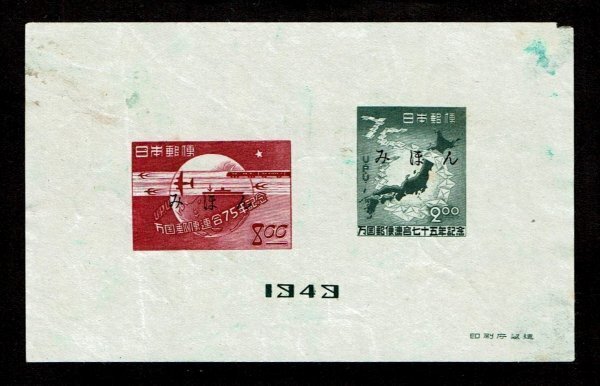 日本郵便
みほん
UPU
万国郵便連合75年記念
8.00
日本郵便
75
みほん
UPU
2.00
万国郵便連合七十五年記念
1949
印刷庁製造